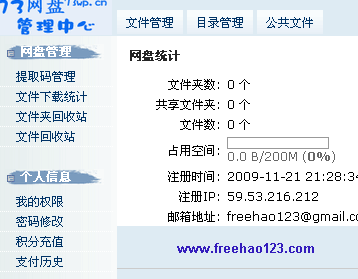 73网盘
管理中心
文件管理 目录管理 公共文件
网盘管理
提取码管理
文件下载统计
文件夹回收站
文件回收站
个人信息
我的权限
密码修改
积分充值
支付历史
网盘统计
文件夹数: 0 个
共享文件夹: 0 个
文件数: 0 个
占用空间:
0.0 B/200M (0%)
注册时间: 2009-11-21 21:28:34
注册IP: 59.53.216.212
邮箱地址: freehao123@gmail.co
www.freehao123.com